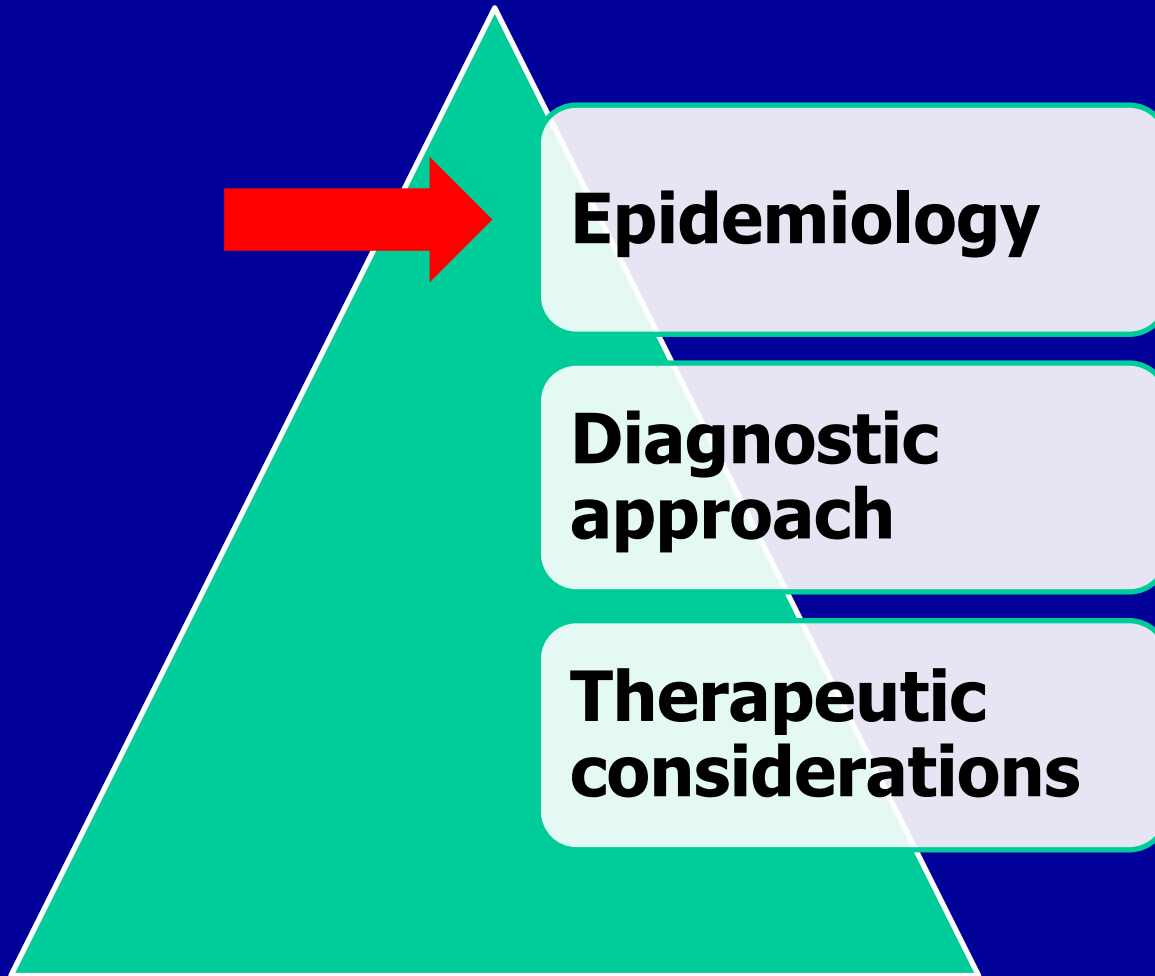 Epidemiology
Diagnostic
approach
Therapeutic
considerations